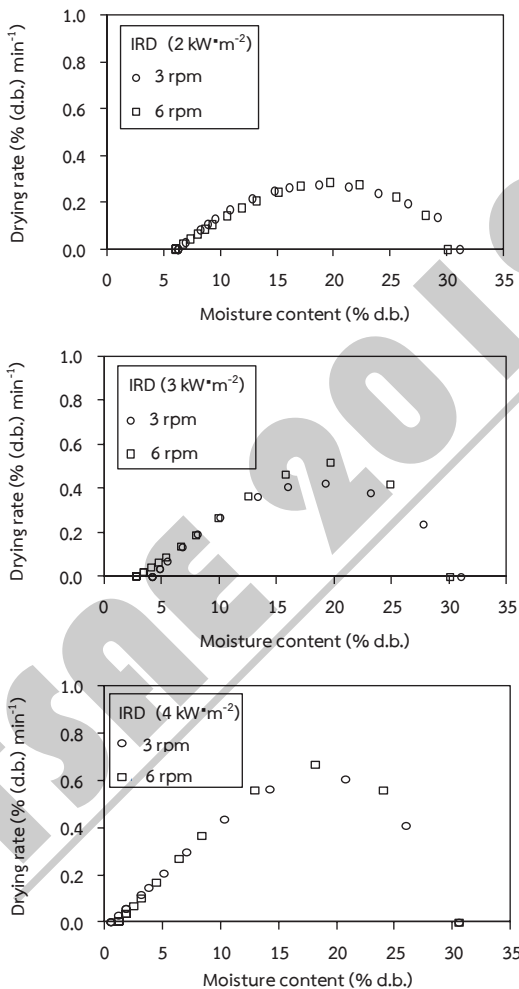 1.0
0.8
0.6
0.4
0.2
0.0
Drying rate (% (d.b.) min⁻¹)
IRD (2 kW▪m⁻²)
3 rpm
6 rpm
0 5 10 15 20 25 30 35
Moisture content (% d.b.)
1.0
0.8
0.6
0.4
0.2
0.0
Drying rate (% (d.b.) min⁻¹)
IRD (3 kW▪m⁻²)
3 rpm
6 rpm
0 5 10 15 20 25 30 35
Moisture content (% d.b.)
1.0
0.8
0.6
0.4
0.2
0.0
Drying rate (% (d.b.) min⁻¹)
IRD (4 kW▪m⁻²)
3 rpm
6 rpm
0 5 10 15 20 25 30 35
Moisture content (% d.b.)